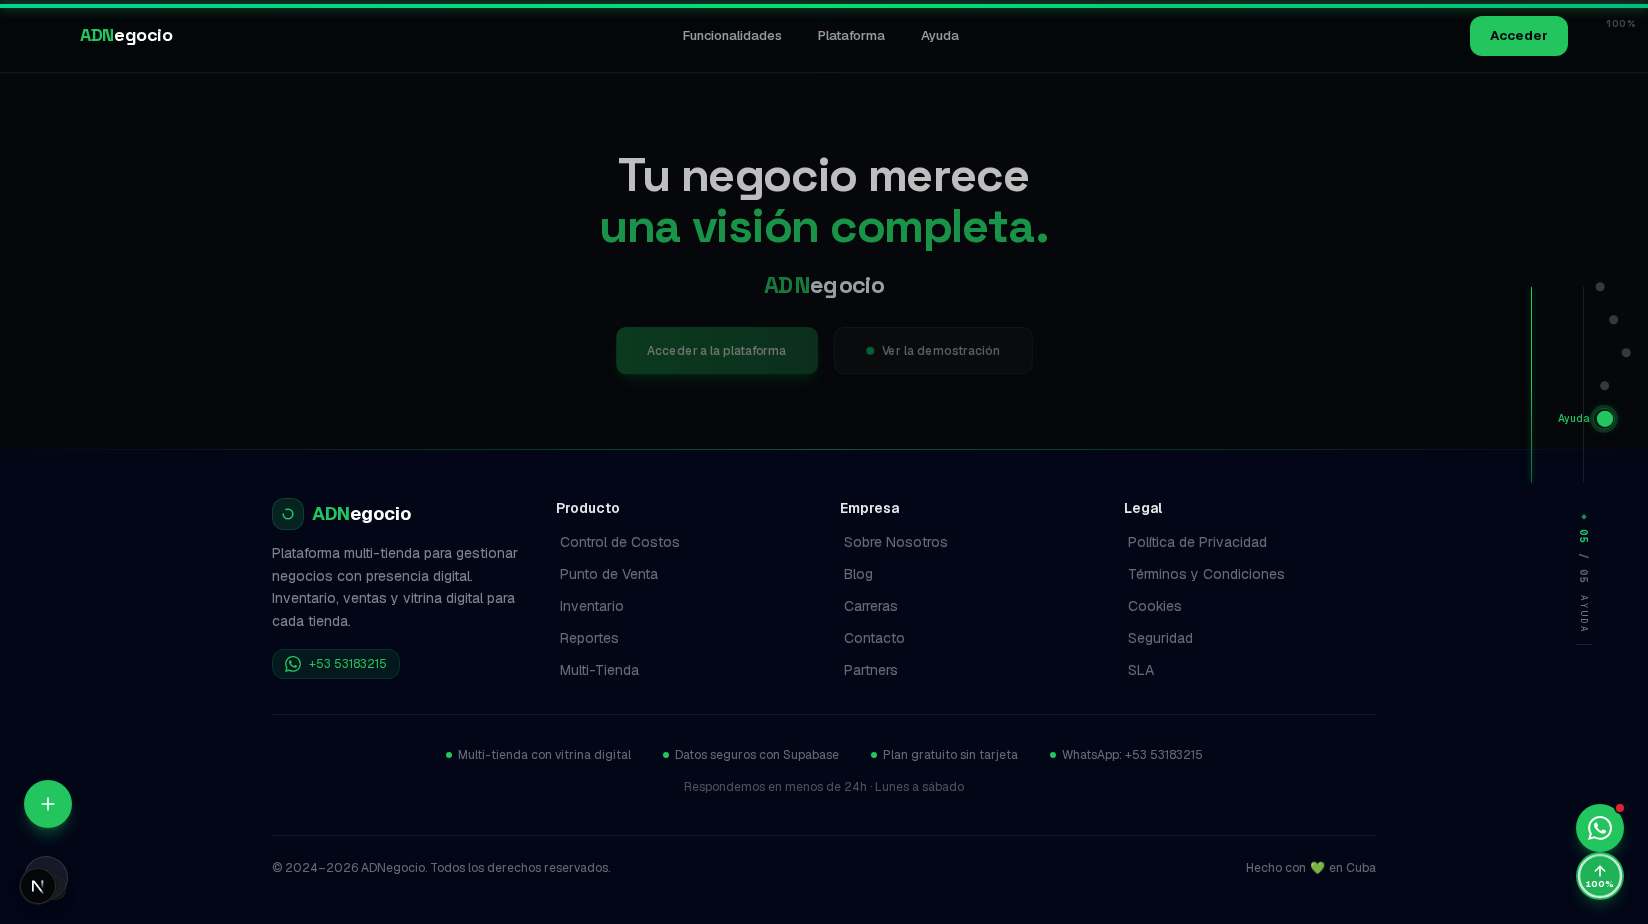 ADNegocio
Funcionalidades
Plataforma
Ayuda
Acceder
100%
Tu negocio merece
una visión completa.
ADNegocio
Acceder a la plataforma
Ver la demostración
Ayuda
05 / 05 AYUDA
ADNegocio
Plataforma multi-tienda para gestionar
negocios con presencia digital.
Inventario, ventas y vitrina digital para
cada tienda.
+53 53183215
Producto
Control de Costos
Punto de Venta
Inventario
Reportes
Multi-Tienda
Empresa
Sobre Nosotros
Blog
Carreras
Contacto
Partners
Legal
Política de Privacidad
Términos y Condiciones
Cookies
Seguridad
SLA
Multi-tienda con vitrina digital
Datos seguros con Supabase
Plan gratuito sin tarjeta
WhatsApp: +53 53183215
Respondemos en menos de 24h · Lunes a sábado
© 2024–2026 ADNegocio. Todos los derechos reservados.
Hecho con 💚 en Cuba
N
100%